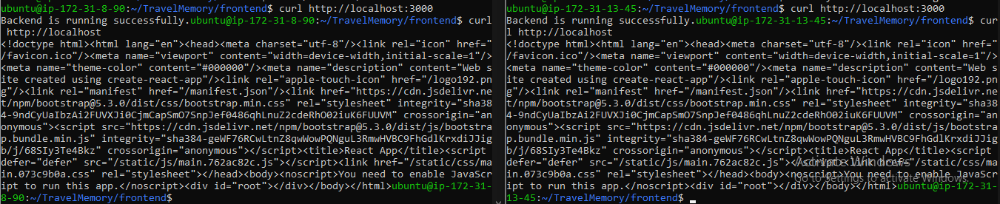 ubuntu@ip-172-31-8-90:~/TravelMemory/frontend$ curl http://localhost:3000
Backend is running successfully.ubuntu@ip-172-31-8-90:~/TravelMemory/frontend$ curl
 http://localhost
<!doctype html><html lang="en"><head><meta charset="utf-8"/><link rel="icon" href="
/favicon.ico"/><meta name="viewport" content="width=device-width,initial-scale=1"/>
<meta name="theme-color" content="#000000"/><meta name="description" content="Web s
ite created using create-react-app"/><link rel="apple-touch-icon" href="/logo192.pn
g"/><link rel="manifest" href="/manifest.json"/><link href="https://cdn.jsdelivr.ne
t/npm/bootstrap@5.3.0/dist/css/bootstrap.min.css" rel="stylesheet" integrity="sha38
4-9ndCyUaIbzAi2FUVXJi0CjmCapSmO7SnpJef0486qhLnuZ2cdeRhO02iuK6FUUVM" crossorigin="an
onymous"><script src="https://cdn.jsdelivr.net/npm/bootstrap@5.3.0/dist/js/bootstra
p.bundle.min.js" integrity="sha384-geWF76RCwLtnZ8qwWowPQNguL3RmwHVBC9FhGdlKrxdiJJig
b/j/68SIy3Te4Bkz" crossorigin="anonymous"></script><title>React App</title><script
defer="defer" src="/static/js/main.762ac82c.js"></script><link href="/static/css/ma
in.073c9b0a.css" rel="stylesheet"></head><body><noscript>You need to enable JavaScr
ipt to run this app.</noscript><div id="root"></div></body></html>ubuntu@ip-172-31-
8-90:~/TravelMemory/frontend$
ubuntu@ip-172-31-13-45:~/TravelMemory/frontend$ curl http://localhost:3000
Backend is running successfully.ubuntu@ip-172-31-13-45:~/TravelMemory/frontend$ cur
l http://localhost
<!doctype html><html lang="en"><head><meta charset="utf-8"/><link rel="icon" href="
/favicon.ico"/><meta name="viewport" content="width=device-width,initial-scale=1"/>
<meta name="theme-color" content="#000000"/><meta name="description" content="Web s
ite created using create-react-app"/><link rel="apple-touch-icon" href="/logo192.pn
g"/><link rel="manifest" href="/manifest.json"/><link href="https://cdn.jsdelivr.ne
t/npm/bootstrap@5.3.0/dist/css/bootstrap.min.css" rel="stylesheet" integrity="sha38
4-9ndCyUaIbzAi2FUVXJi0CjmCapSmO7SnpJef0486qhLnuZ2cdeRhO02iuK6FUUVM" crossorigin="an
onymous"><script src="https://cdn.jsdelivr.net/npm/bootstrap@5.3.0/dist/js/bootstra
p.bundle.min.js" integrity="sha384-geWF76RCwLtnZ8qwWowPQNguL3RmwHVBC9FhGdlKrxdiJJig
b/j/68SIy3Te4Bkz" crossorigin="anonymous"></script><title>React App</title><script
defer="defer" src="/static/js/main.762ac82c.js"></script><link href="/static/css/ma
in.073c9b0a.css" rel="stylesheet"></head><body><noscript>You need to enable JavaScr
ipt to run this app.</noscript><div id="root"></div></body></html>ubuntu@ip-172-31-
13-45:~/TravelMemory/frontend$
Activate Windows
Go to Settings to activate Windows.